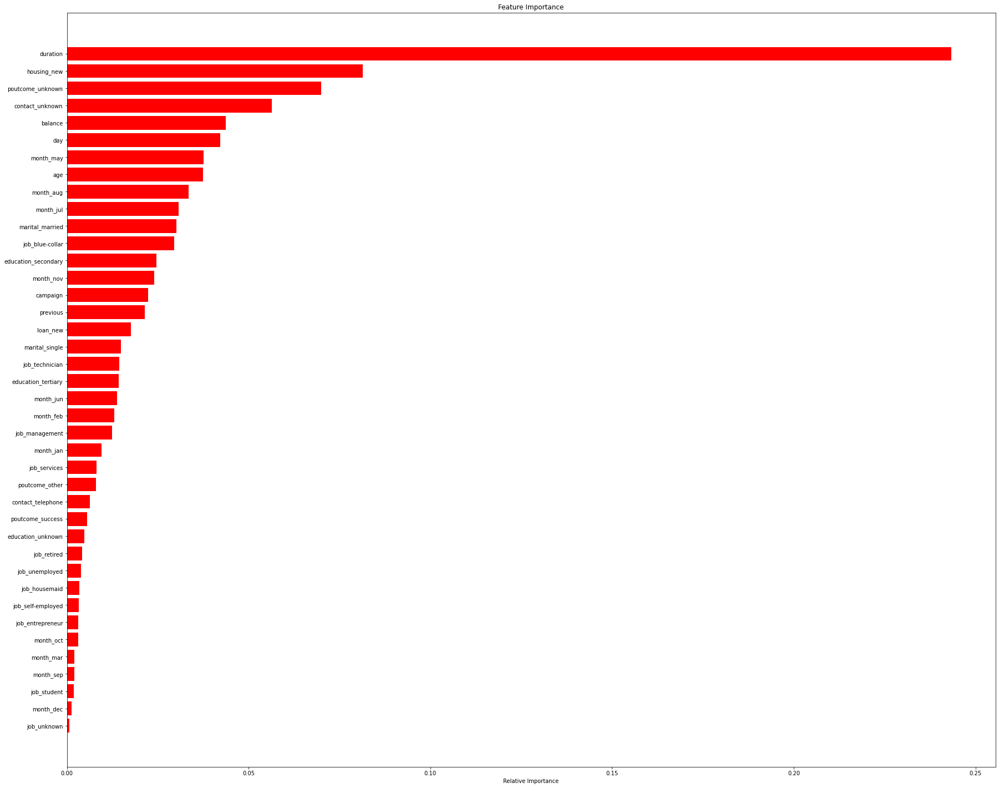 Feature Importance
duration
housing_new
poutcome_unknown
contact_unknown
balance
day
month_may
age
month_aug
month_jul
marital_married
job_blue-collar
education_secondary
month_nov
campaign
previous
loan_new
marital_single
job_technician
education_tertiary
month_jun
month_feb
job_management
month_jan
job_services
poutcome_other
contact_telephone
poutcome_success
education_unknown
job_retired
job_unemployed
job_housemaid
job_self-employed
job_entrepreneur
month_oct
month_mar
month_sep
job_student
month_dec
job_unknown
0.00 0.05 0.10 0.15 0.20 0.25
Relative Importance